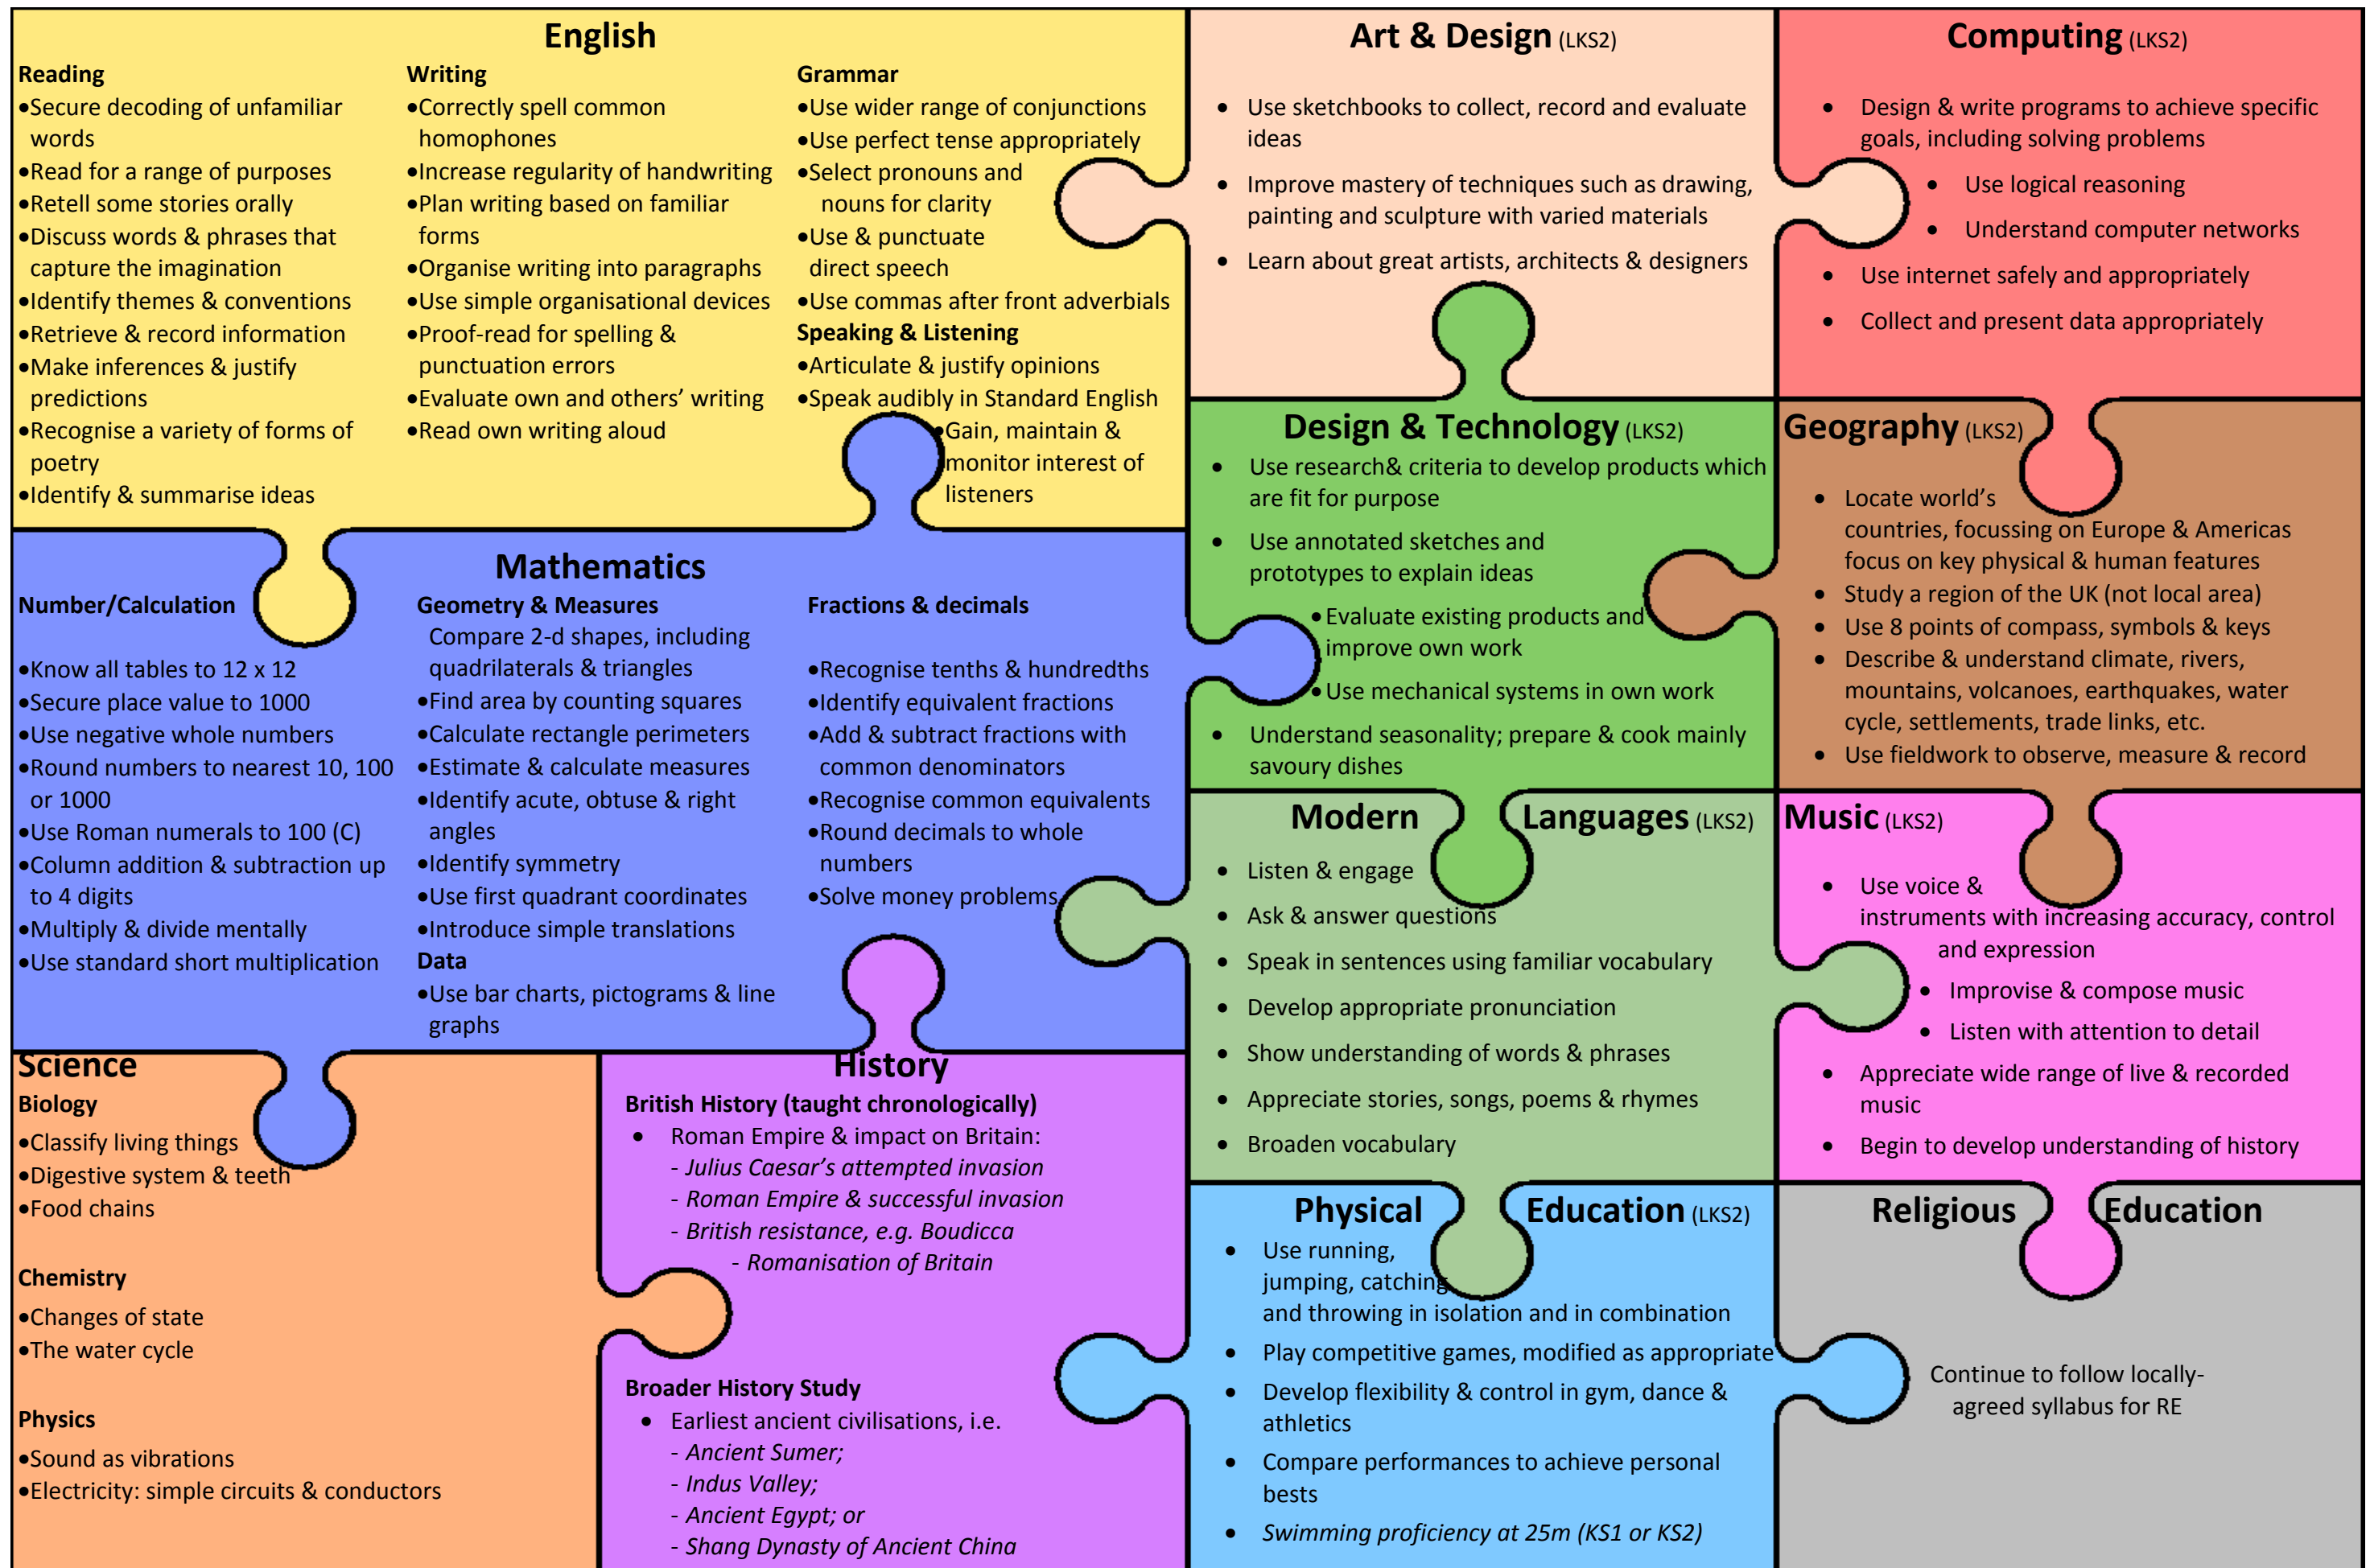 English
Reading
•Secure decoding of unfamiliar
words
•Read for a range of purposes
•Retell some stories orally
•Discuss words & phrases that
capture the imagination
•Identify themes & conventions
•Retrieve & record information
•Make inferences & justify
predictions
•Recognise a variety of forms of
poetry
•Identify & summarise ideas
Writing
•Correctly spell common
homophones
•Increase regularity of handwriting
•Plan writing based on familiar
forms
•Organise writing into paragraphs
•Use simple organisational devices
•Proof-read for spelling &
punctuation errors
•Evaluate own and others’ writing
•Read own writing aloud
Grammar
•Use wider range of conjunctions
•Use perfect tense appropriately
•Select pronouns and
nouns for clarity
•Use & punctuate
direct speech
•Use commas after front adverbials
Speaking & Listening
•Articulate & justify opinions
•Speak audibly in Standard English
•Gain, maintain &
monitor interest of
listeners
Art & Design (LKS2)
• Use sketchbooks to collect, record and evaluate
ideas
• Improve mastery of techniques such as drawing,
painting and sculpture with varied materials
• Learn about great artists, architects & designers
Computing (LKS2)
• Design & write programs to achieve specific
goals, including solving problems
• Use logical reasoning
• Understand computer networks
• Use internet safely and appropriately
• Collect and present data appropriately
Mathematics
Number/Calculation
•Know all tables to 12 x 12
•Secure place value to 1000
•Use negative whole numbers
•Round numbers to nearest 10, 100
or 1000
•Use Roman numerals to 100 (C)
•Column addition & subtraction up
to 4 digits
•Multiply & divide mentally
•Use standard short multiplication
Geometry & Measures
Compare 2-d shapes, including
quadrilaterals & triangles
•Find area by counting squares
•Calculate rectangle perimeters
•Estimate & calculate measures
•Identify acute, obtuse & right
angles
•Identify symmetry
•Use first quadrant coordinates
•Introduce simple translations
Data
•Use bar charts, pictograms & line
graphs
Fractions & decimals
•Recognise tenths & hundredths
•Identify equivalent fractions
•Add & subtract fractions with
common denominators
•Recognise common equivalents
•Round decimals to whole
numbers
•Solve money problems
Design & Technology (LKS2)
• Use research& criteria to develop products which
are fit for purpose
• Use annotated sketches and
prototypes to explain ideas
•Evaluate existing products and
improve own work
•Use mechanical systems in own work
• Understand seasonality; prepare & cook mainly
savoury dishes
Geography (LKS2)
• Locate world’s
countries, focussing on Europe & Americas
focus on key physical & human features
• Study a region of the UK (not local area)
• Use 8 points of compass, symbols & keys
• Describe & understand climate, rivers,
mountains, volcanoes, earthquakes, water
cycle, settlements, trade links, etc.
• Use fieldwork to observe, measure & record
Modern Languages (LKS2)
• Listen & engage
• Ask & answer questions
• Speak in sentences using familiar vocabulary
• Develop appropriate pronunciation
• Show understanding of words & phrases
• Appreciate stories, songs, poems & rhymes
• Broaden vocabulary
Music (LKS2)
• Use voice &
instruments with increasing accuracy, control
and expression
• Improvise & compose music
• Listen with attention to detail
• Appreciate wide range of live & recorded
music
• Begin to develop understanding of history
Science
Biology
•Classify living things
•Digestive system & teeth
•Food chains
Chemistry
•Changes of state
•The water cycle
Physics
•Sound as vibrations
•Electricity: simple circuits & conductors
History
British History (taught chronologically)
• Roman Empire & impact on Britain:
- Julius Caesar’s attempted invasion
- Roman Empire & successful invasion
- British resistance, e.g. Boudicca
- Romanisation of Britain
Broader History Study
• Earliest ancient civilisations, i.e.
- Ancient Sumer;
- Indus Valley;
- Ancient Egypt; or
- Shang Dynasty of Ancient China
Physical Education (LKS2)
• Use running,
jumping, catching
and throwing in isolation and in combination
• Play competitive games, modified as appropriate
• Develop flexibility & control in gym, dance &
athletics
• Compare performances to achieve personal
bests
• Swimming proficiency at 25m (KS1 or KS2)
Religious Education
Continue to follow locally-
agreed syllabus for RE